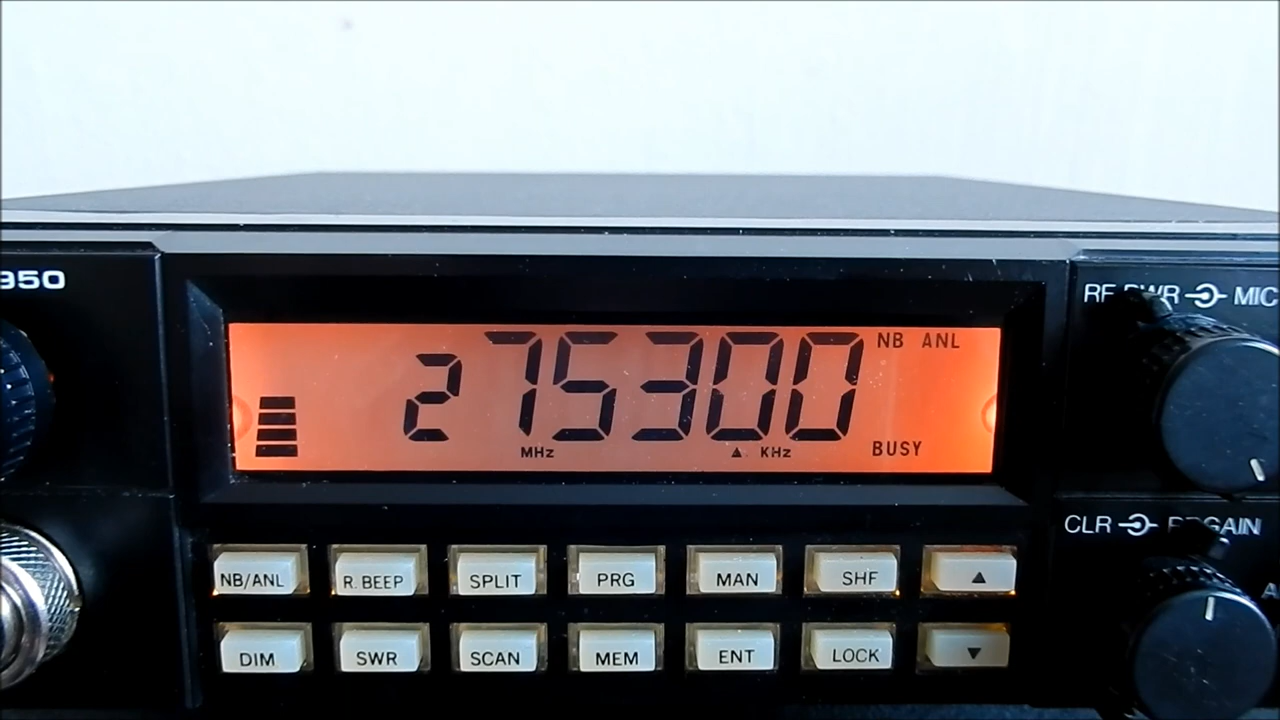 950
275300
NB ANL
MHz ▲ KHz
BUSY
RF PWR MIC
CLR RF GAIN
NB/ANL R. BEEP SPLIT PRG MAN SHF ▲
DIM SWR SCAN MEM ENT LOCK ▼